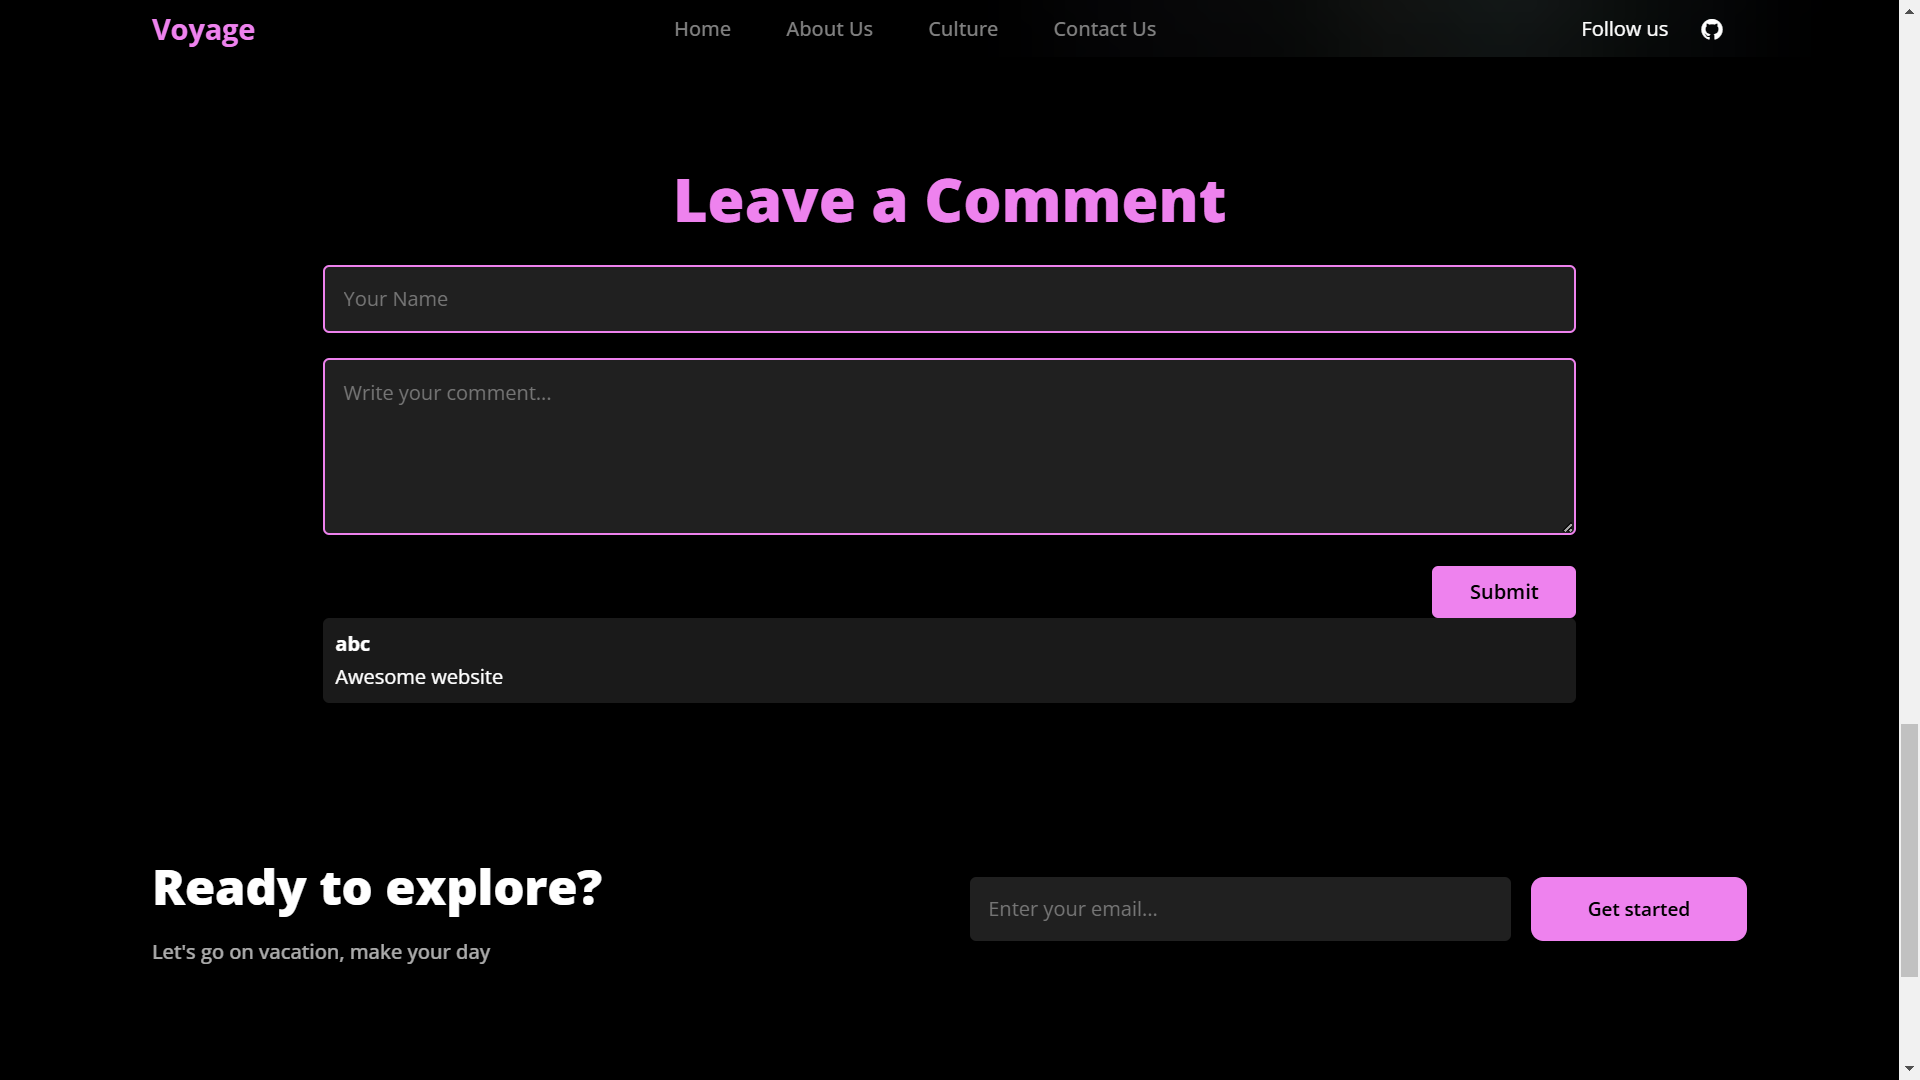 Voyage
Home
About Us
Culture
Contact Us
Follow us
Leave a Comment
Your Name
Write your comment...
Submit
abc
Awesome website
Ready to explore?
Let's go on vacation, make your day
Enter your email...
Get started